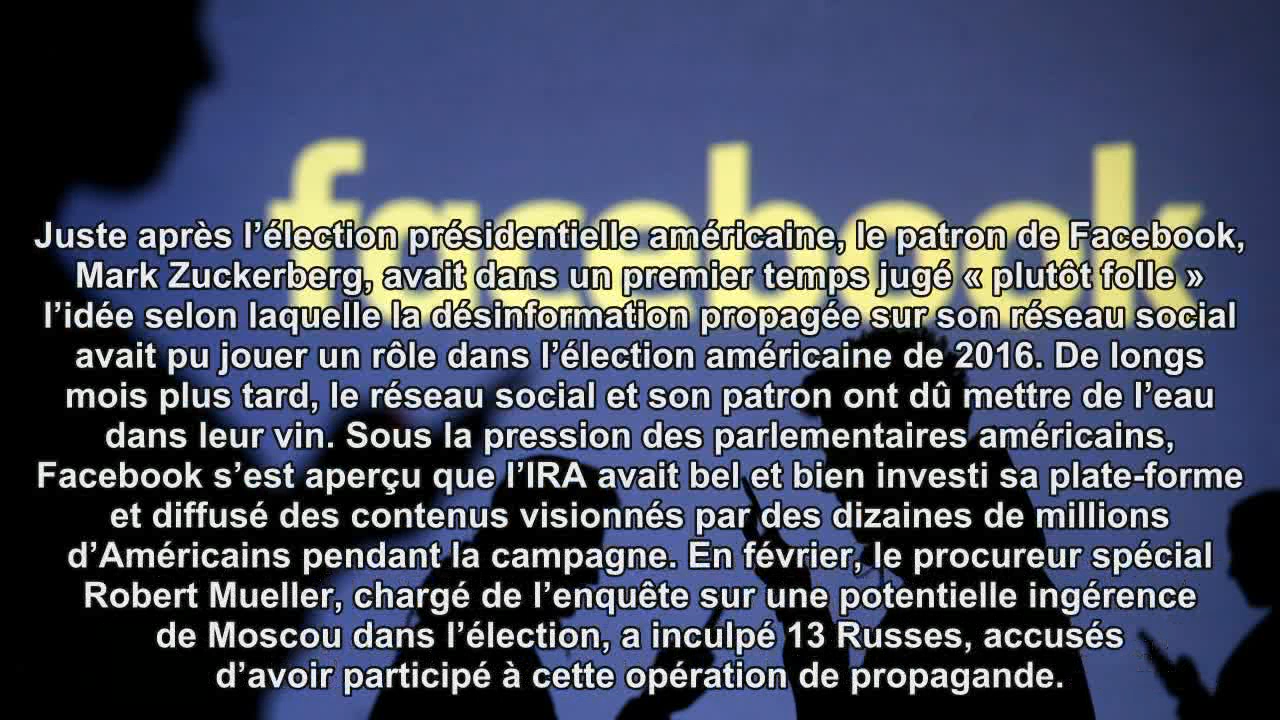 facebook
Juste après l’élection présidentielle américaine, le patron de Facebook,
Mark Zuckerberg, avait dans un premier temps jugé « plutôt folle »
l’idée selon laquelle la désinformation propagée sur son réseau social
avait pu jouer un rôle dans l’élection américaine de 2016. De longs
mois plus tard, le réseau social et son patron ont dû mettre de l’eau
dans leur vin. Sous la pression des parlementaires américains,
Facebook s’est aperçu que l’IRA avait bel et bien investi sa plate-forme
et diffusé des contenus visionnés par des dizaines de millions
d’Américains pendant la campagne. En février, le procureur spécial
Robert Mueller, chargé de l’enquête sur une potentielle ingérence
de Moscou dans l’élection, a inculpé 13 Russes, accusés
d’avoir participé à cette opération de propagande.